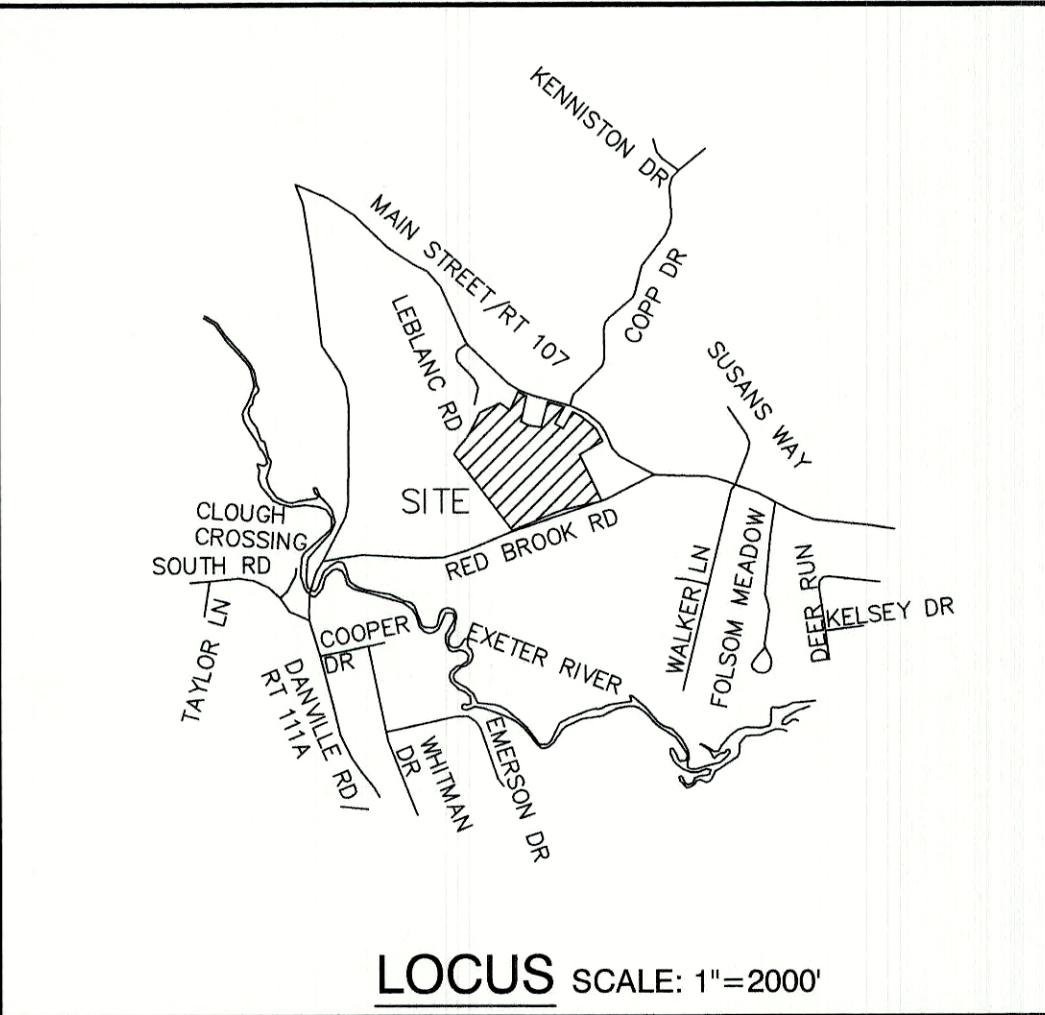 KENNISTON DR
MAIN STREET/RT 107
COPP DR
LEBLANC RD
SUSANS WAY
SITE
CLOUGH
CROSSING
SOUTH RD
RED BROOK RD
TAYLOR LN
COOPER
DR
EXETER RIVER
WALKER LN
FOLSOM MEADOW
DEER RUN
KELSEY DR
DANVILLE RD/
RT 111A
WHITMAN
DR
EMERSON DR
LOCUS SCALE: 1"=2000'